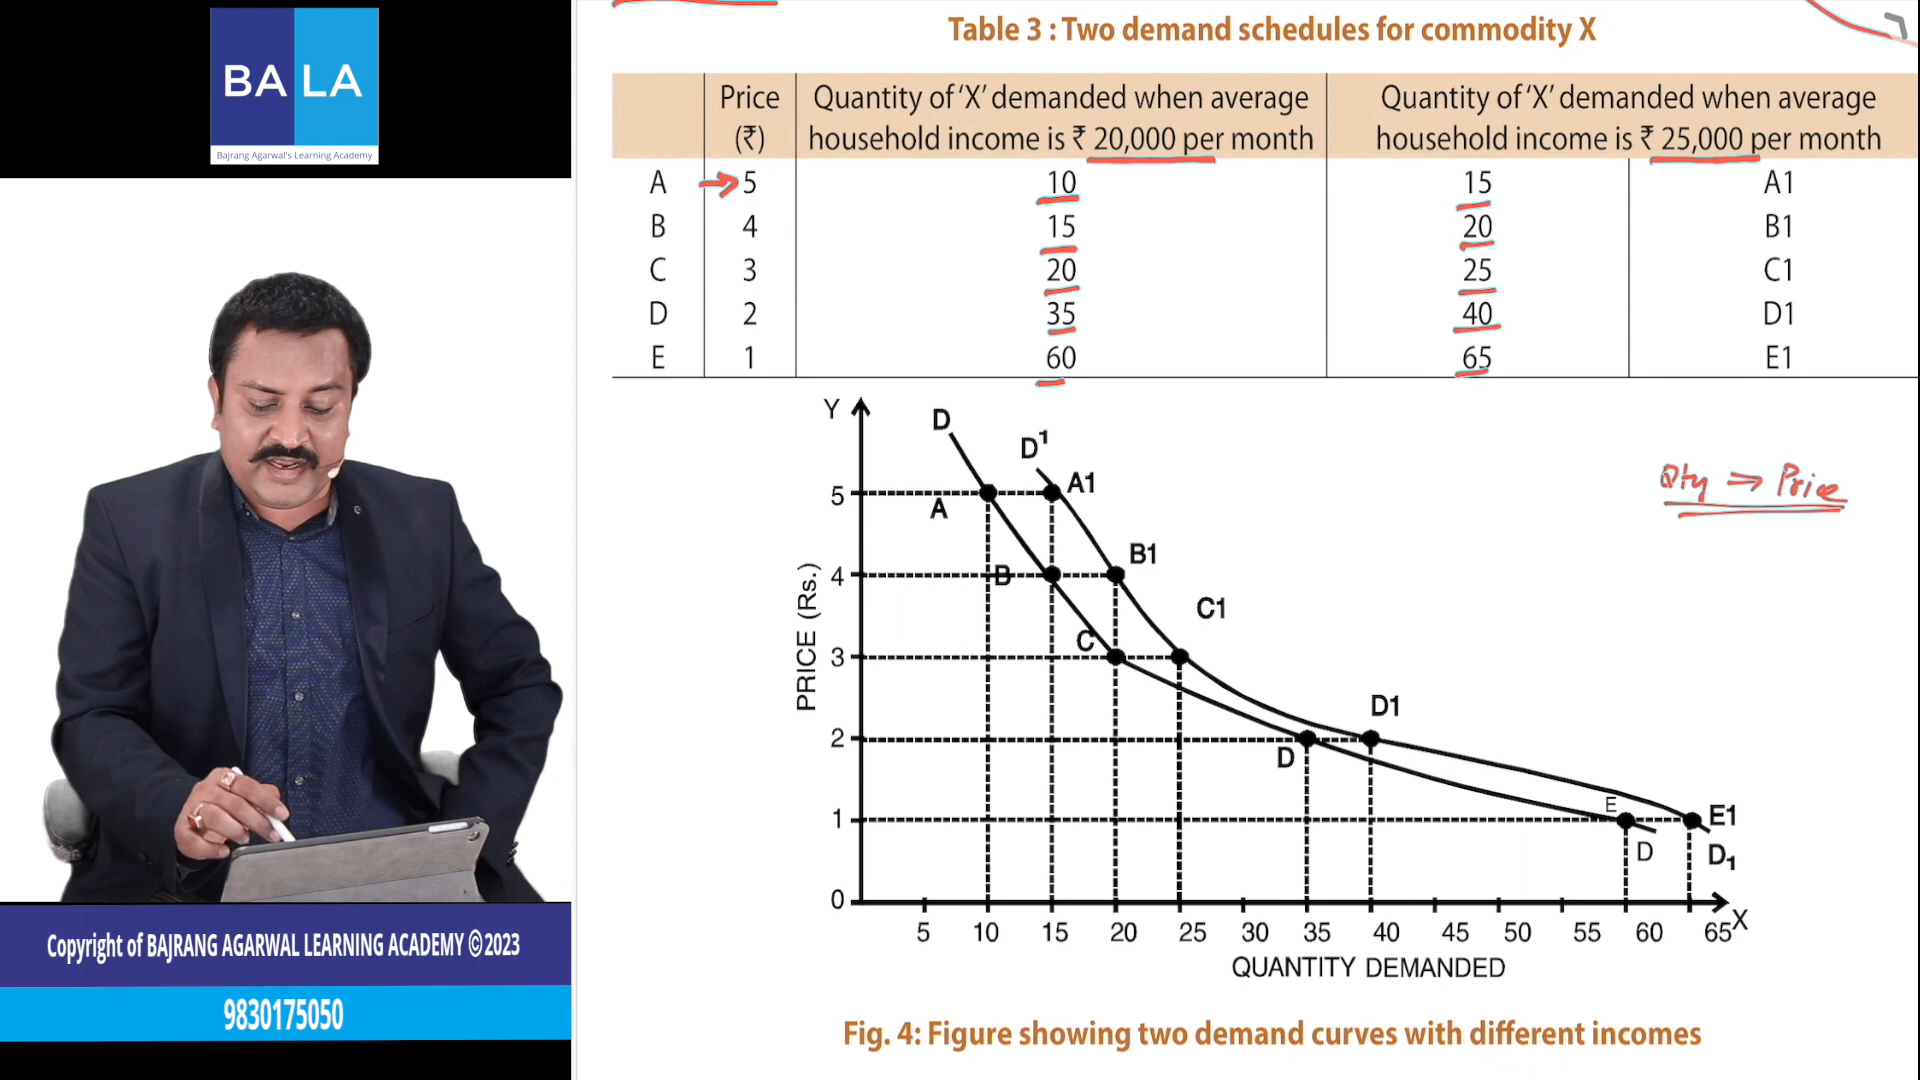 BA LA
Bajrang Agarwal's Learning Academy
Table 3 : Two demand schedules for commodity X
Price (₹) Quantity of 'X' demanded when average household income is ₹ 20,000 per month Quantity of 'X' demanded when average household income is ₹ 25,000 per month
A 5 10 15 A1
B 4 15 20 B1
C 3 20 25 C1
D 2 35 40 D1
E 1 60 65 E1
Y
D
D¹
A1
5
A
Qty → Price
B1
4
B
C1
C
3
PRICE (Rs.)
D1
2
D
E
E1
1
D
D₁
0
X
5 10 15 20 25 30 35 40 45 50 55 60 65
QUANTITY DEMANDED
Fig. 4: Figure showing two demand curves with different incomes
Copyright of BAJRANG AGARWAL LEARNING ACADEMY © 2023
9830175050